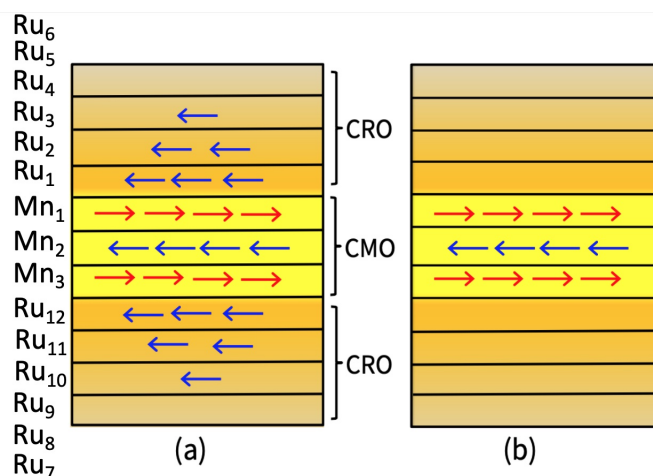 Ru6
Ru5
Ru4
Ru3
Ru2
Ru1
Mn1
Mn2
Mn3
Ru12
Ru11
Ru10
Ru9
Ru8
Ru7
CRO
CMO
CRO
(a)
(b)